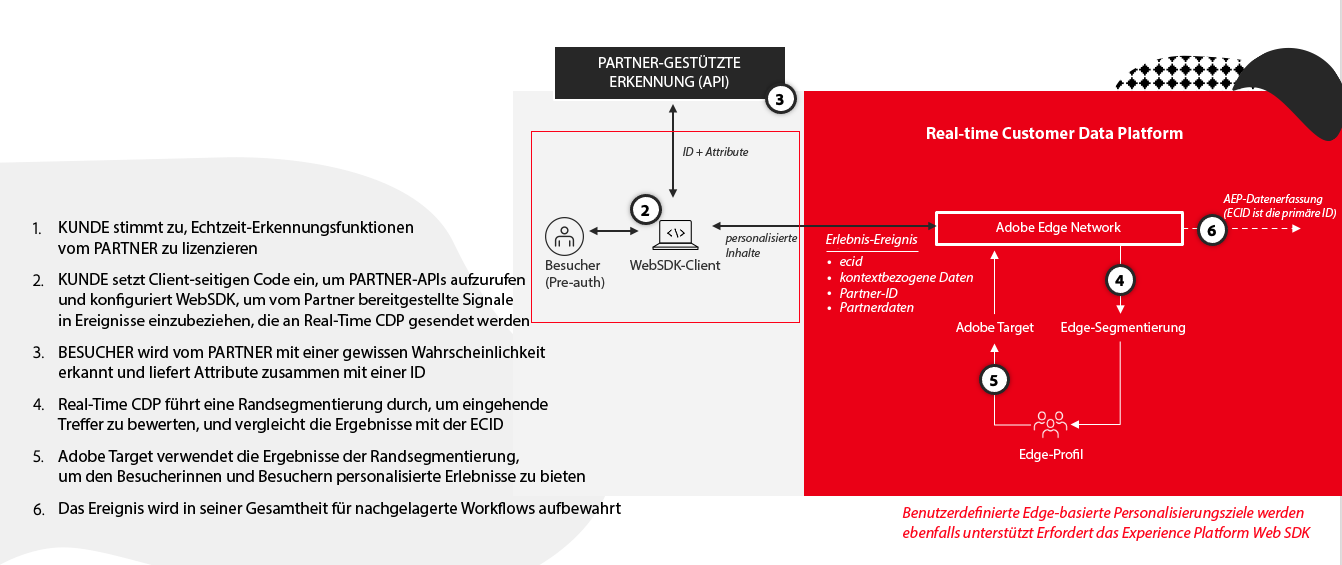 PARTNER-GESTÜTZTE
ERKENNUNG (API)
3
Real-time Customer Data Platform
ID + Attribute
2
Besucher
(Pre-auth)
WebSDK-Client
personalisierte
Inhalte
Erlebnis-Ereignis
• ecid
• kontextbezogene Daten
• Partner-ID
• Partnerdaten
Adobe Edge Network
AEP-Datenerfassung
(ECID ist die primäre ID)
6
4
Adobe Target
Edge-Segmentierung
5
Edge-Profil
1. KUNDE stimmt zu, Echtzeit-Erkennungsfunktionen
vom PARTNER zu lizenzieren
2. KUNDE setzt Client-seitigen Code ein, um PARTNER-APIs aufzurufen
und konfiguriert WebSDK, um vom Partner bereitgestellte Signale
in Ereignisse einzubeziehen, die an Real-Time CDP gesendet werden
3. BESUCHER wird vom PARTNER mit einer gewissen Wahrscheinlichkeit
erkannt und liefert Attribute zusammen mit einer ID
4. Real-Time CDP führt eine Randsegmentierung durch, um eingehende
Treffer zu bewerten, und vergleicht die Ergebnisse mit der ECID
5. Adobe Target verwendet die Ergebnisse der Randsegmentierung,
um den Besucherinnen und Besuchern personalisierte Erlebnisse zu bieten
6. Das Ereignis wird in seiner Gesamtheit für nachgelagerte Workflows aufbewahrt
Benutzerdefinierte Edge-basierte Personalisierungsziele werden
ebenfalls unterstützt Erfordert das Experience Platform Web SDK